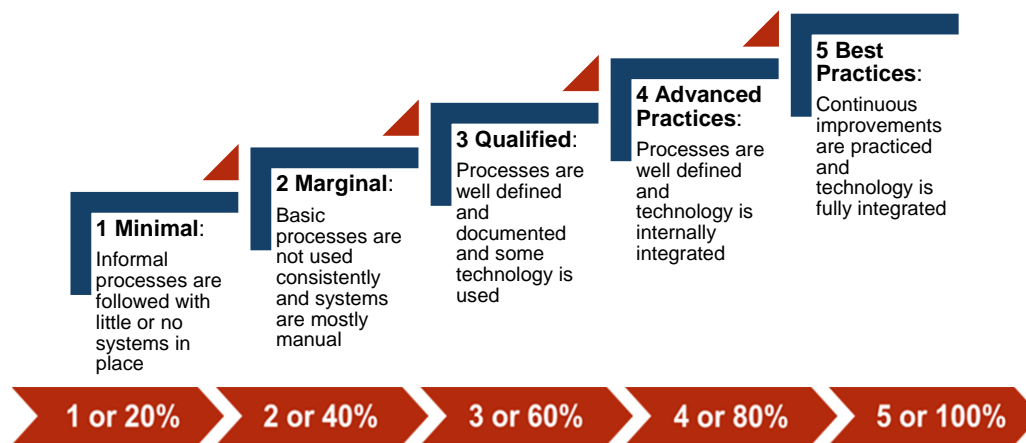 1 Minimal:
Informal
processes are
followed with
little or no
systems in
place
2 Marginal:
Basic
processes are
not used
consistently
and systems
are mostly
manual
3 Qualified:
Processes are
well defined
and
documented
and some
technology is
used
4 Advanced
Practices:
Processes are
well defined
and
technology is
internally
integrated
5 Best
Practices:
Continuous
improvements
are practiced
and
technology is
fully integrated
1 or 20%
2 or 40%
3 or 60%
4 or 80%
5 or 100%